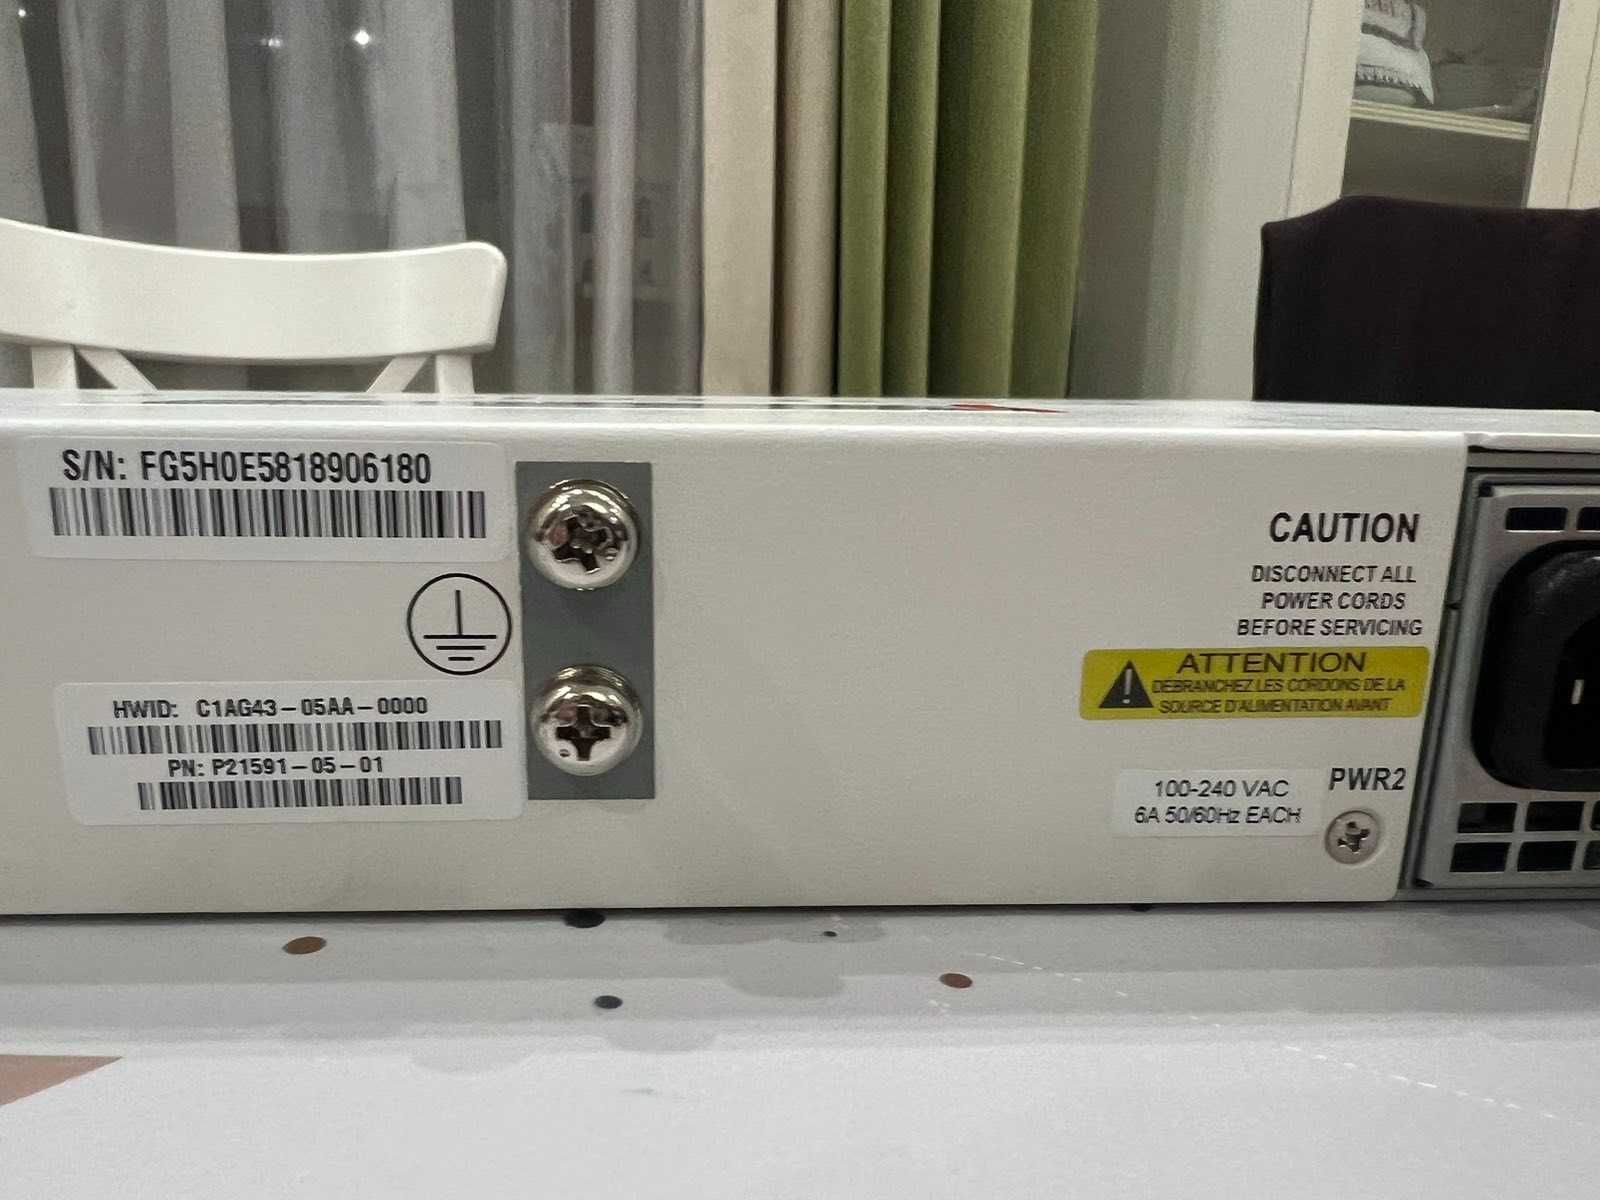 S/N: FG5H0E5818906180
HWID: C1AG43-05AA-0000
PN: P21591-05-01
CAUTION
DISCONNECT ALL
POWER CORDS
BEFORE SERVICING
ATTENTION
DEBRANCHEZ LES CORDONS DE LA
SOURCE D'ALIMENTATION AVANT
100-240 VAC
6A 50/60Hz EACH
PWR2